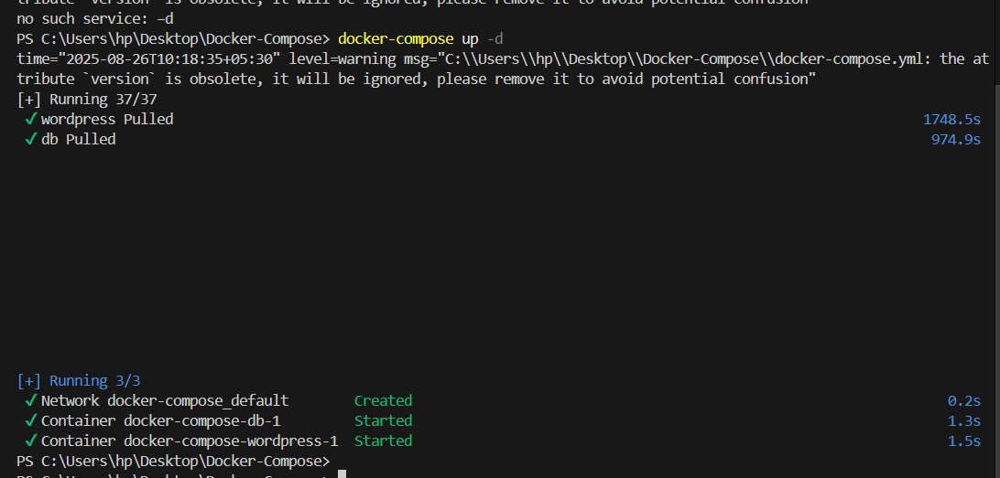 tribute `version` is obsolete, it will be ignored, please remove it to avoid potential confusion"
no such service: –d
PS C:\Users\hp\Desktop\Docker-Compose> docker-compose up -d
time="2025-08-26T10:18:35+05:30" level=warning msg="C:\\Users\\hp\\Desktop\\Docker-Compose\\docker-compose.yml: the at
tribute `version` is obsolete, it will be ignored, please remove it to avoid potential confusion"
[+] Running 37/37
✔ wordpress Pulled 1748.5s
✔ db Pulled 974.9s
[+] Running 3/3
✔ Network docker-compose_default Created 0.2s
✔ Container docker-compose-db-1 Started 1.3s
✔ Container docker-compose-wordpress-1 Started 1.5s
PS C:\Users\hp\Desktop\Docker-Compose>
PS C:\Users\hp\Desktop\Docker-Compose>